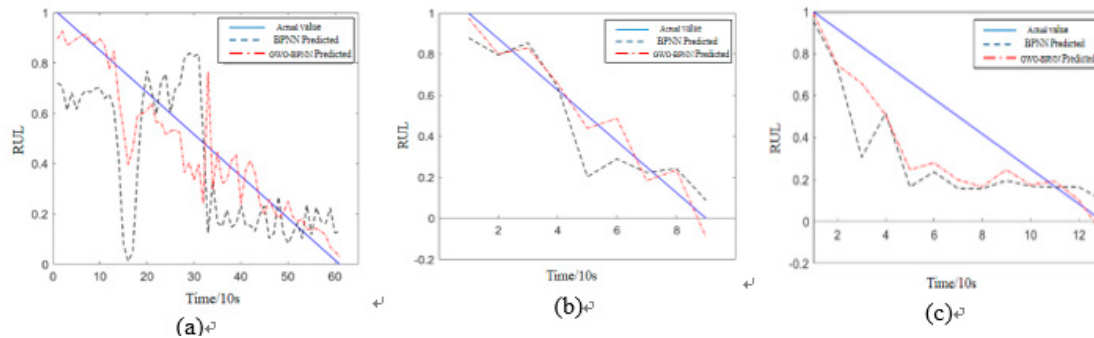 Actual value
BPNN Predicted
GWO-BPNN Predicted
1
0.8
0.6
0.4
0.2
0
RUL
0 10 20 30 40 50 60
Time/10s
(a)
Actual value
BPNN Predicted
GWO-BPNN Predicted
1
0.8
0.6
0.4
0.2
0
-0.2
RUL
2 4 6 8
Time/10s
(b)
Actual value
BPNN Predicted
GWO-BPNN Predicted
1
0.8
0.6
0.4
0.2
0
-0.2
RUL
2 4 6 8 10 12
Time/10s
(c)